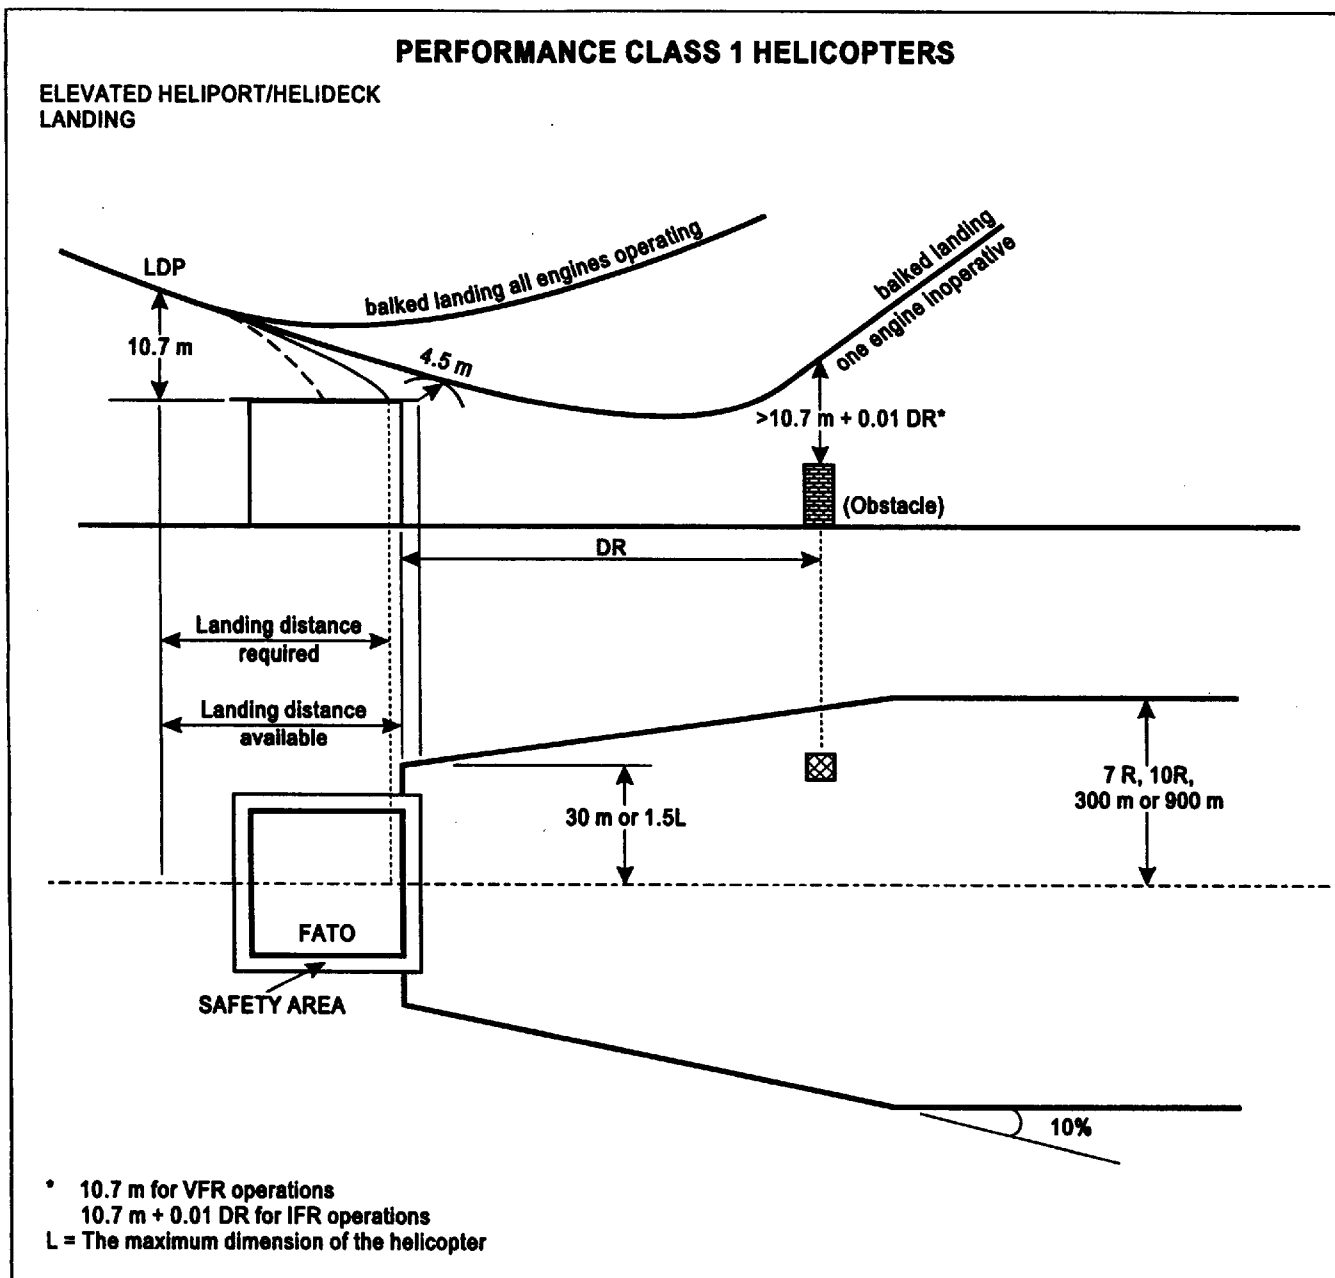 PERFORMANCE CLASS 1 HELICOPTERS
ELEVATED HELIPORT/HELIDECK
LANDING
LDP
balked landing all engines operating
balked landing
one engine inoperative
10.7 m
4.5 m
>10.7 m + 0.01 DR*
(Obstacle)
DR
Landing distance
required
Landing distance
available
30 m or 1.5L
7 R, 10R,
300 m or 900 m
FATO
SAFETY AREA
10%
* 10.7 m for VFR operations
10.7 m + 0.01 DR for IFR operations
L = The maximum dimension of the helicopter